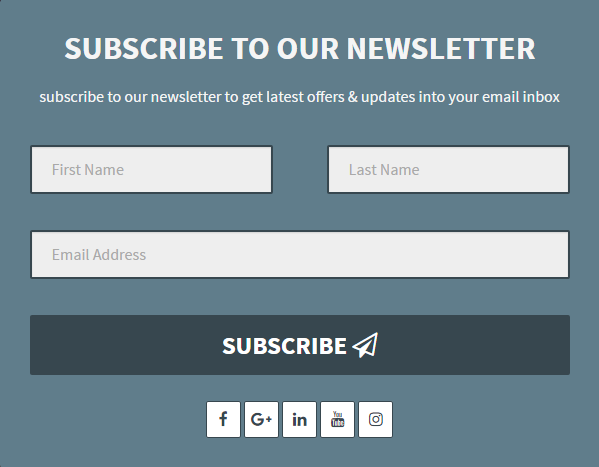 SUBSCRIBE TO OUR NEWSLETTER
subscribe to our newsletter to get latest offers & updates into your email inbox
First Name Last Name
Email Address
SUBSCRIBE
f G+ in You Tube